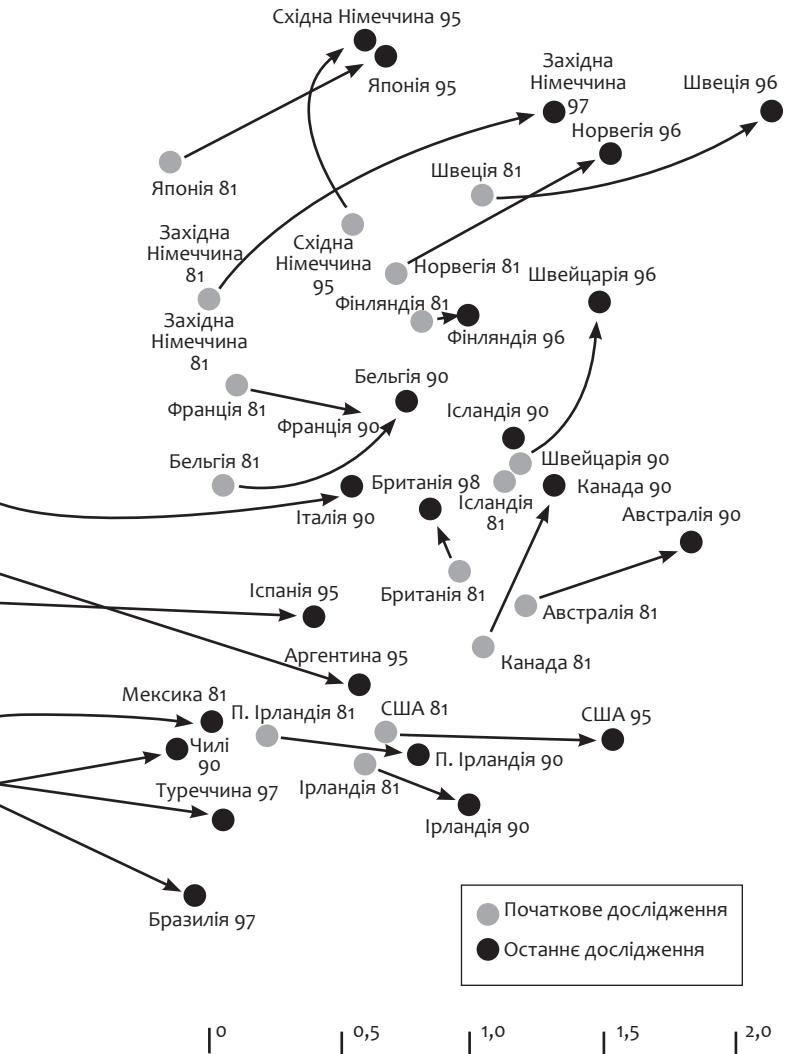 Східна Німеччина 95
Японія 95
Західна
Німеччина
97
Швеція 96
Норвегія 96
Японія 81
Швеція 81
Західна
Німеччина
81
Східна
Німеччина
95
Норвегія 81
Швейцарія 96
Фінляндія 81
Фінляндія 96
Західна
Німеччина
81
Бельгія 90
Франція 81
Франція 90
Ісландія 90
Бельгія 81
Швейцарія 90
Британія 98
Канада 90
Ісландія
81
Італія 90
Австралія 90
Іспанія 95
Британія 81
Австралія 81
Аргентина 95
Канада 81
Мексика 81
П. Ірландія 81
США 81
США 95
Чилі
90
П. Ірландія 90
Туреччина 97
Ірландія 81
Ірландія 90
Бразилія 97
Початкове дослідження
Останнє дослідження
0 0,5 1,0 1,5 2,0